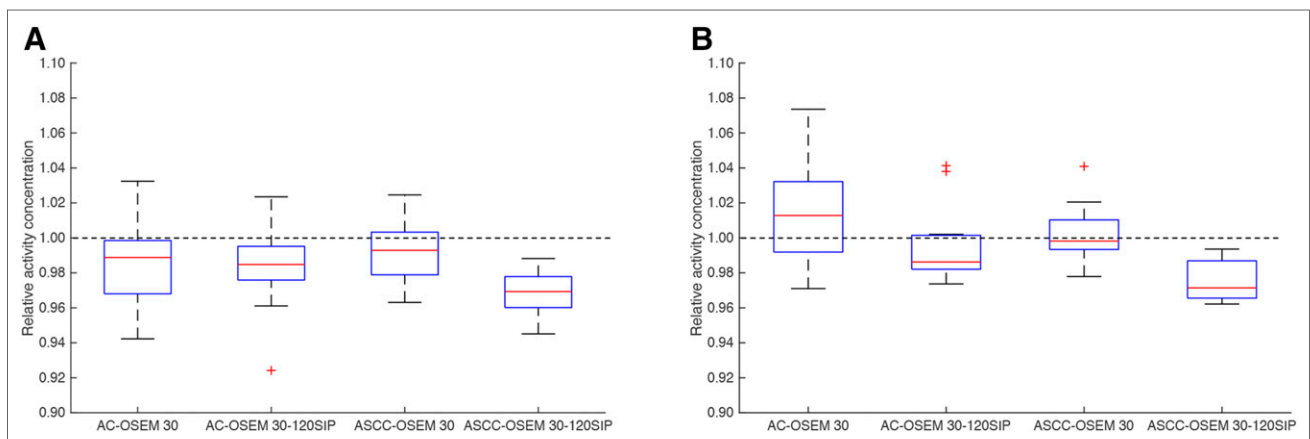 A
Relative activity concentration
1.10
1.08
1.06
1.04
1.02
1.00
0.98
0.96
0.94
0.92
0.90
AC-OSEM 30
AC-OSEM 30-120SIP
ASCC-OSEM 30
ASCC-OSEM 30-120SIP
B
Relative activity concentration
1.10
1.08
1.06
1.04
1.02
1.00
0.98
0.96
0.94
0.92
0.90
AC-OSEM 30
AC-OSEM 30-120SIP
ASCC-OSEM 30
ASCC-OSEM 30-120SIP